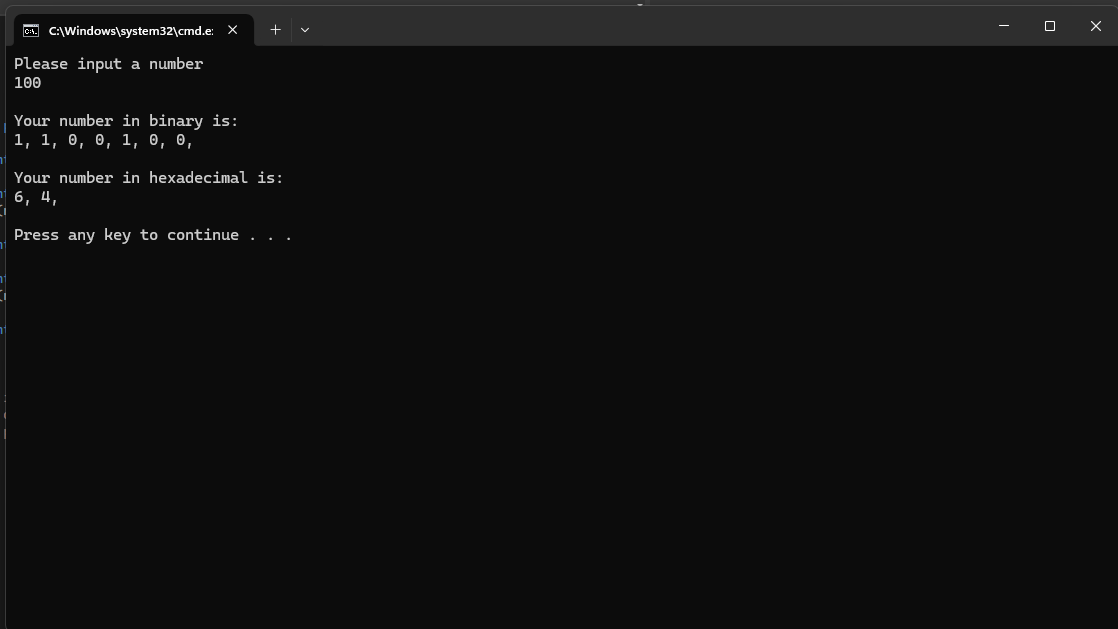 C:\Windows\system32\cmd.e
Please input a number
100
Your number in binary is:
1, 1, 0, 0, 1, 0, 0,
Your number in hexadecimal is:
6, 4,
Press any key to continue . . .